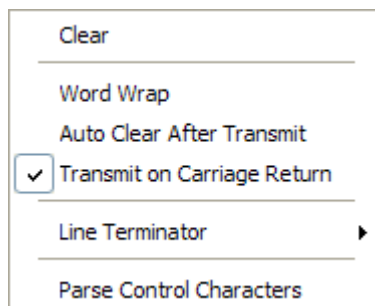 Clear
Word Wrap
Auto Clear After Transmit
Transmit on Carriage Return
Line Terminator
Parse Control Characters